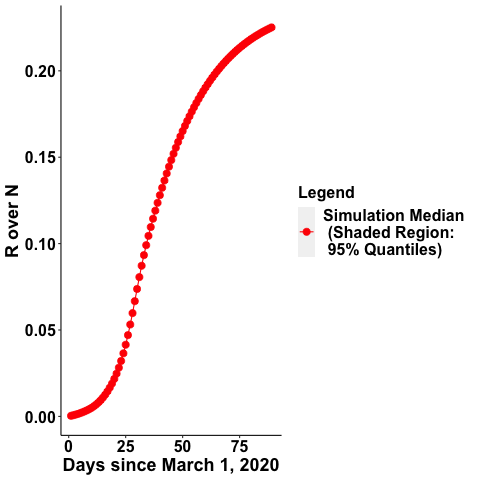 R over N
0.20
0.15
0.10
0.05
0.00
0
25
50
75
Days since March 1, 2020
Legend
Simulation Median
(Shaded Region:
95% Quantiles)